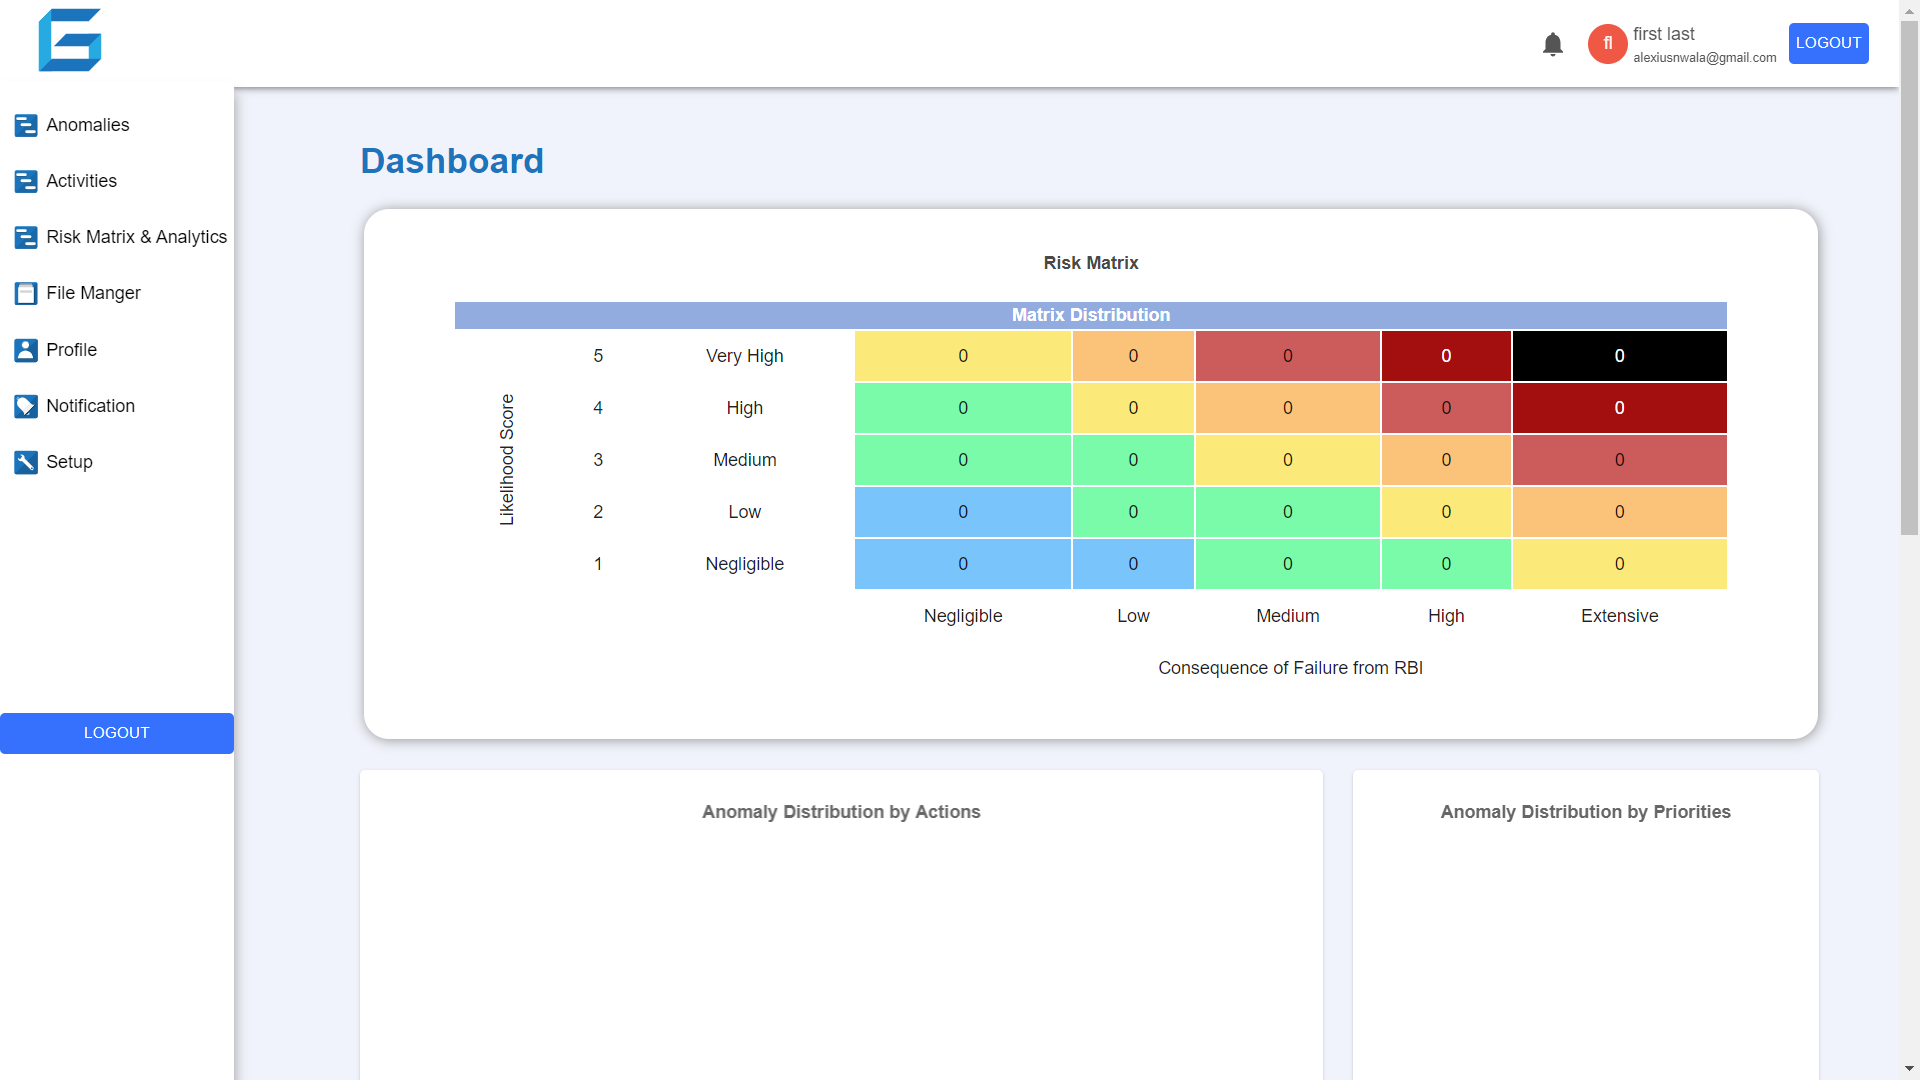 first last
fl
alexiusnwala@gmail.com
LOGOUT
Anomalies
Activities
Risk Matrix & Analytics
File Manger
Profile
Notification
Setup
LOGOUT
Dashboard
Risk Matrix
Matrix Distribution
Likelihood Score
5 Very High 0 0 0 0 0
4 High 0 0 0 0 0
3 Medium 0 0 0 0 0
2 Low 0 0 0 0 0
1 Negligible 0 0 0 0 0
Negligible Low Medium High Extensive
Consequence of Failure from RBI
Anomaly Distribution by Actions
Anomaly Distribution by Priorities